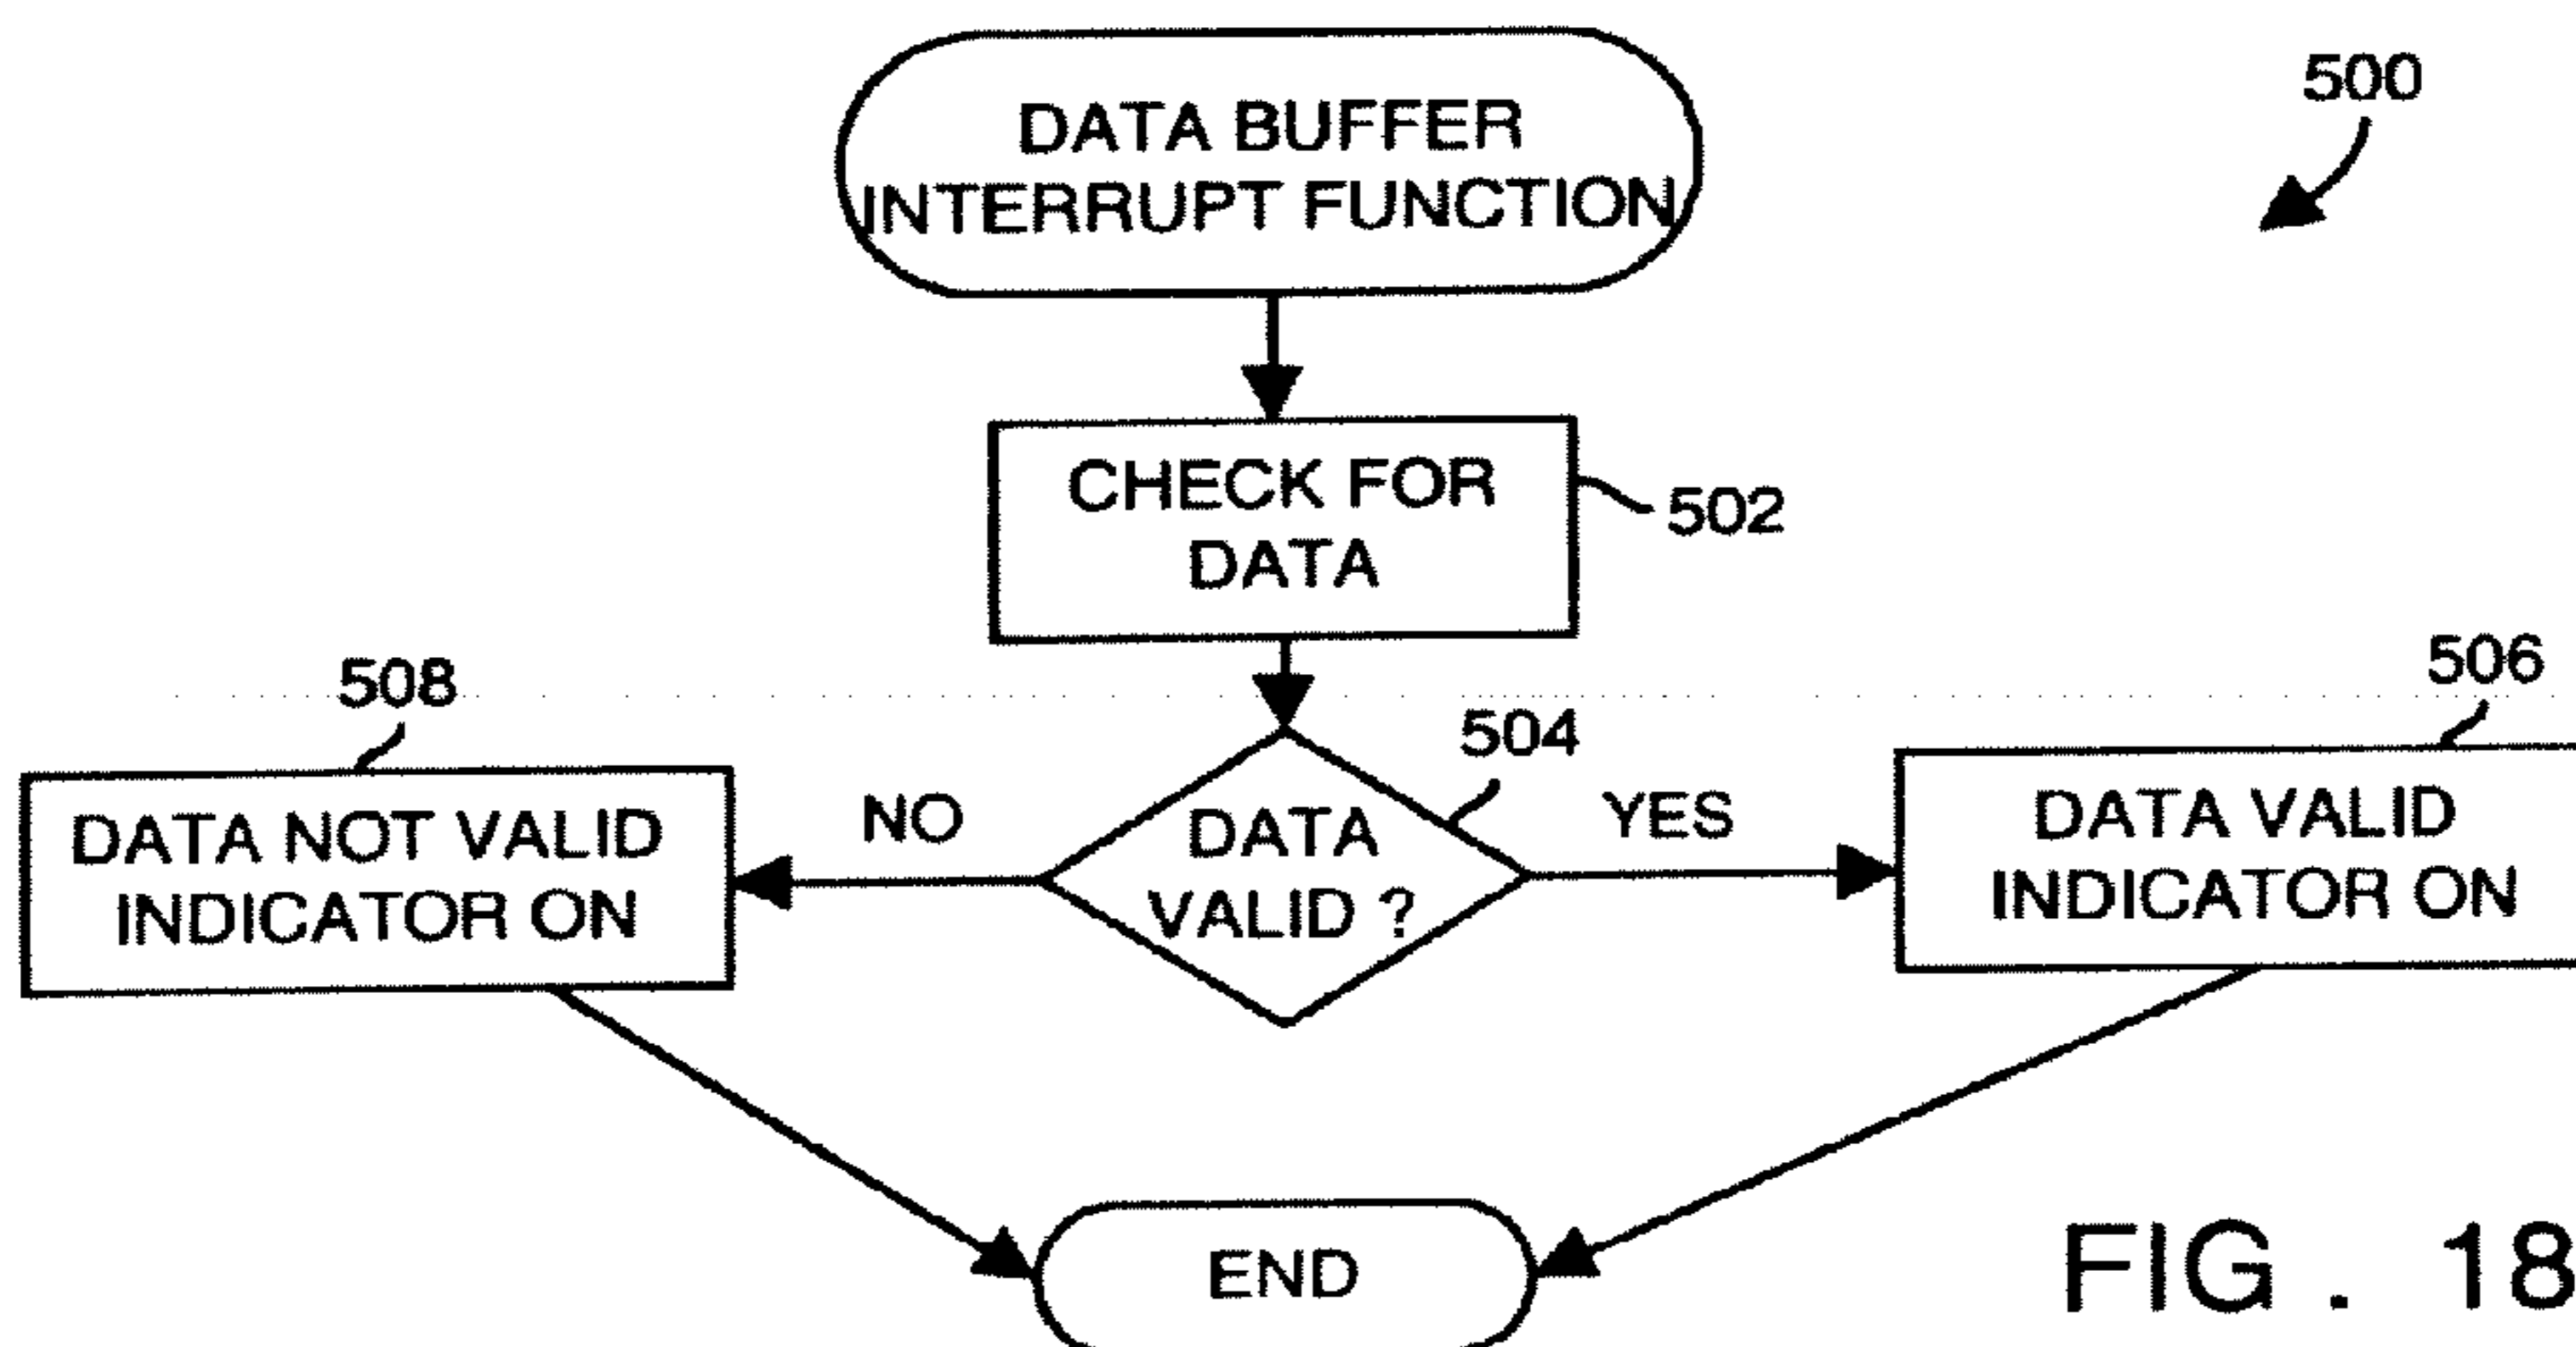 DATA BUFFER
INTERRUPT FUNCTION
500
CHECK FOR
DATA
502
508
504
506
DATA NOT VALID
INDICATOR ON
NO
DATA
VALID ?
YES
DATA VALID
INDICATOR ON
END
FIG . 18